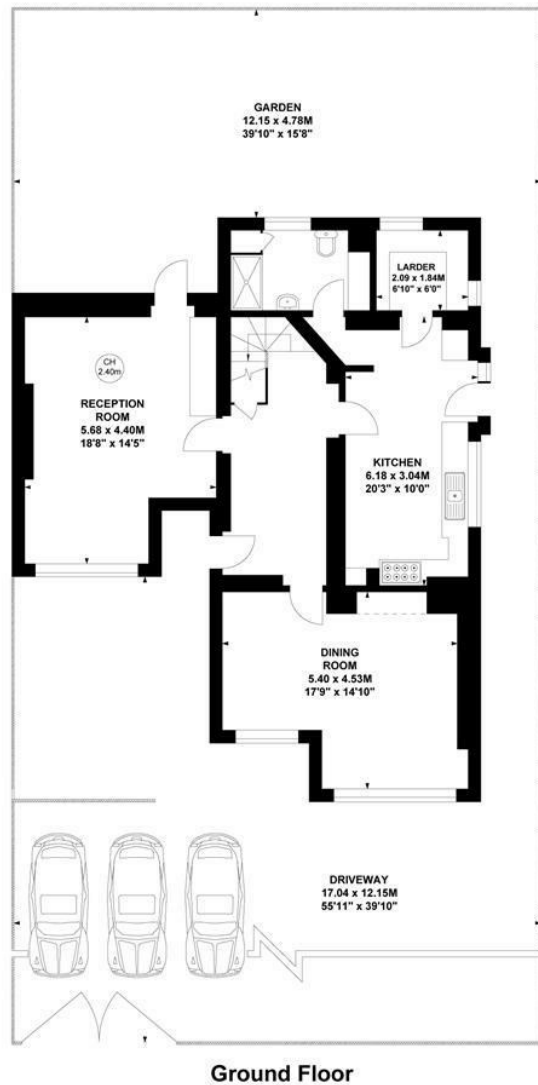 GARDEN
12.15 x 4.78M
39'10" x 15'8"
LARDER
2.09 x 1.84M
6'10" x 6'0"
CH
2.40m
RECEPTION
ROOM
5.68 x 4.40M
18'8" x 14'5"
KITCHEN
6.18 x 3.04M
20'3" x 10'0"
DINING
ROOM
5.40 x 4.53M
17'9" x 14'10"
DRIVEWAY
17.04 x 12.15M
55'11" x 39'10"
Ground Floor